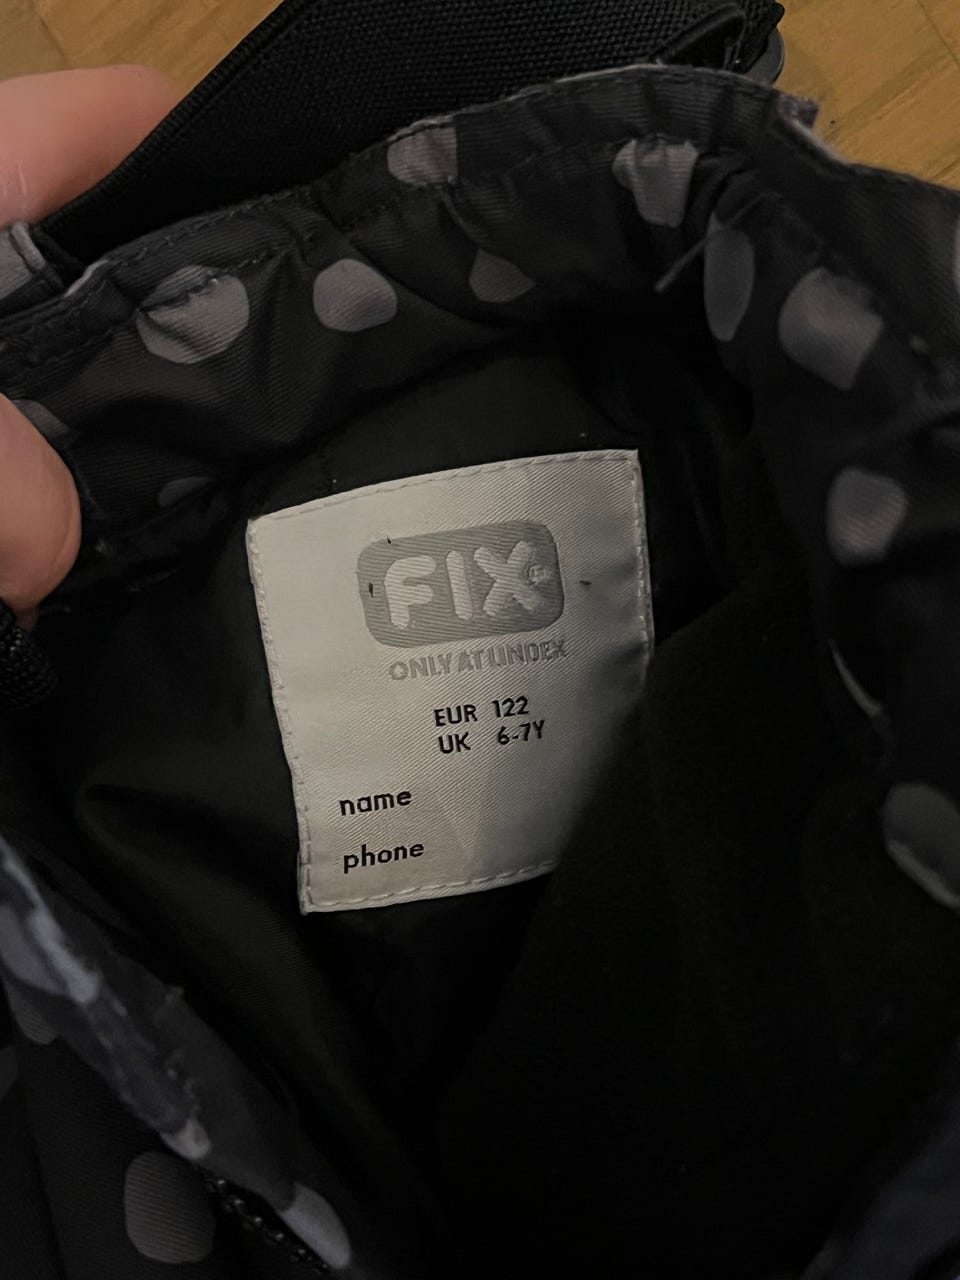 FIX®
ONLY AT LINDEX
EUR 122
UK 6-7Y
name
phone